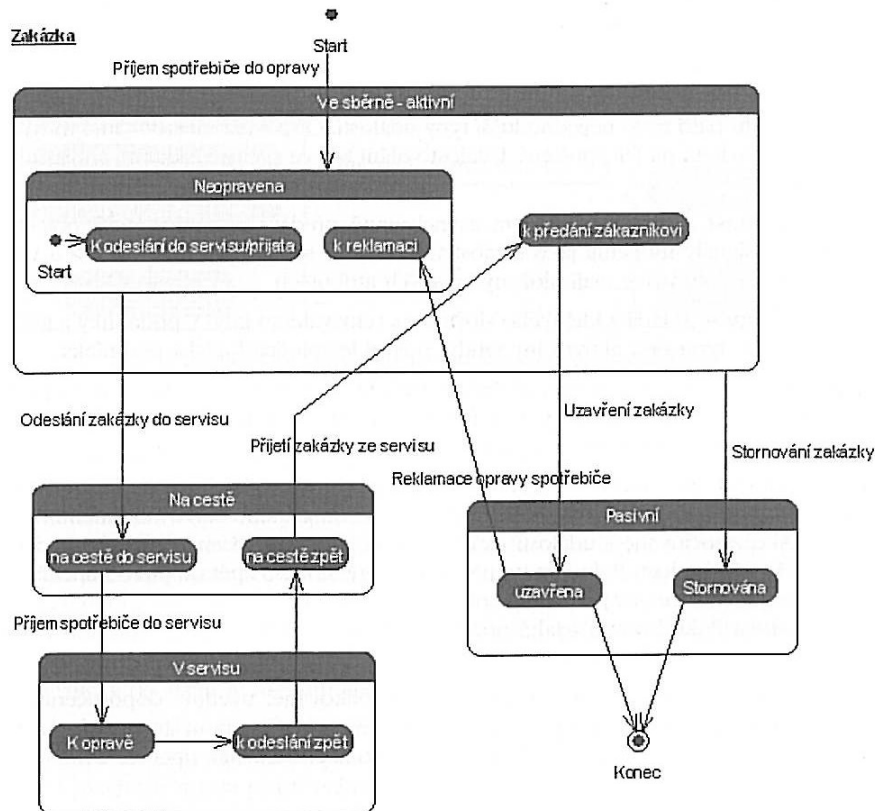 Zakázka
Start
Příjem spotřebiče do opravy
Ve sběrně - aktivní
Neopravena
K odeslání do servisu/přijata
k reklamaci
k předání zákazníkovi
Start
Odeslání zakázky do servisu
Přijetí zakázky ze servisu
Uzavření zakázky
Stornování zakázky
Reklamace opravy spotřebiče
Na cestě
na cestě do servisu
na cestě zpět
Pasivní
uzavřena
Stornována
Příjem spotřebiče do servisu
V servisu
K opravě
k odeslání zpět
Konec